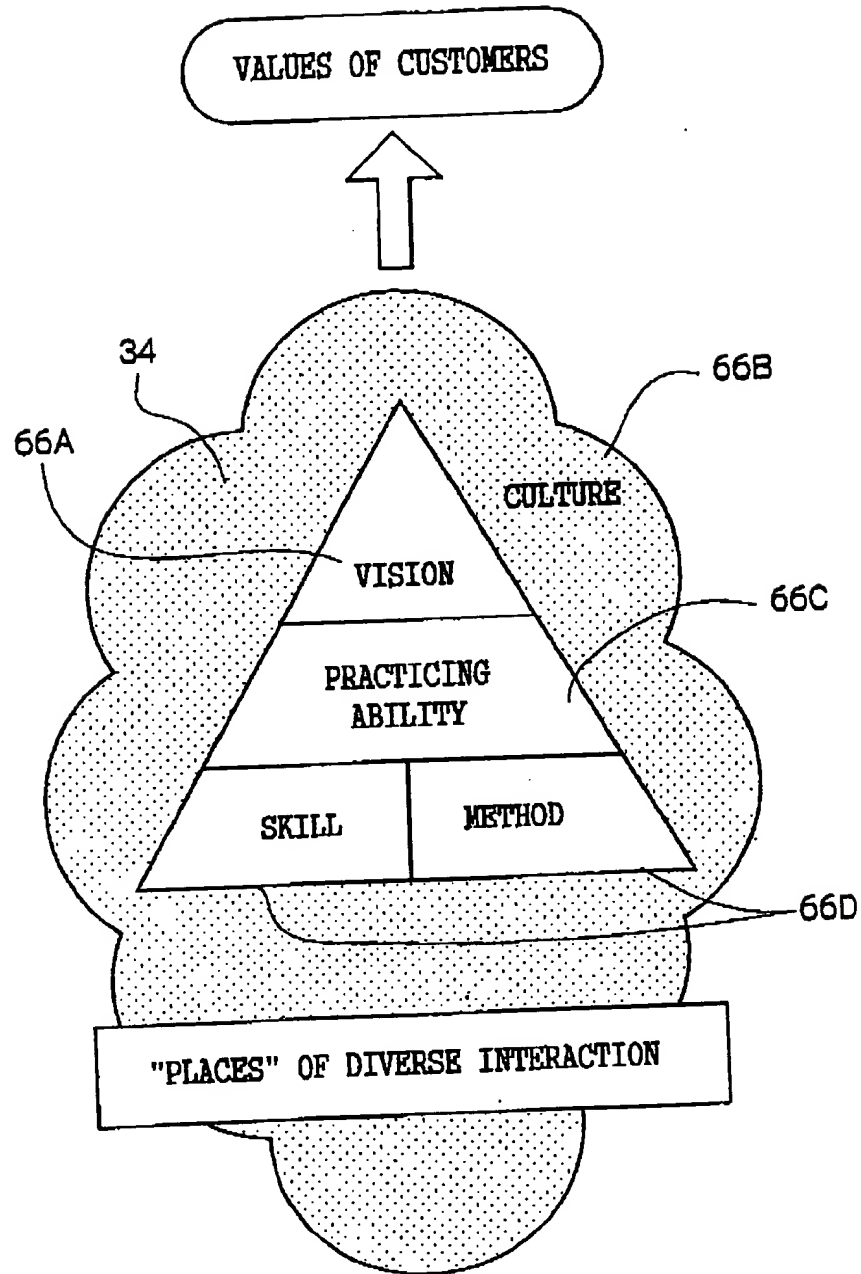 VALUES OF CUSTOMERS
34
66B
66A
CULTURE
VISION
66C
PRACTICING
ABILITY
SKILL
METHOD
66D
"PLACES" OF DIVERSE INTERACTION